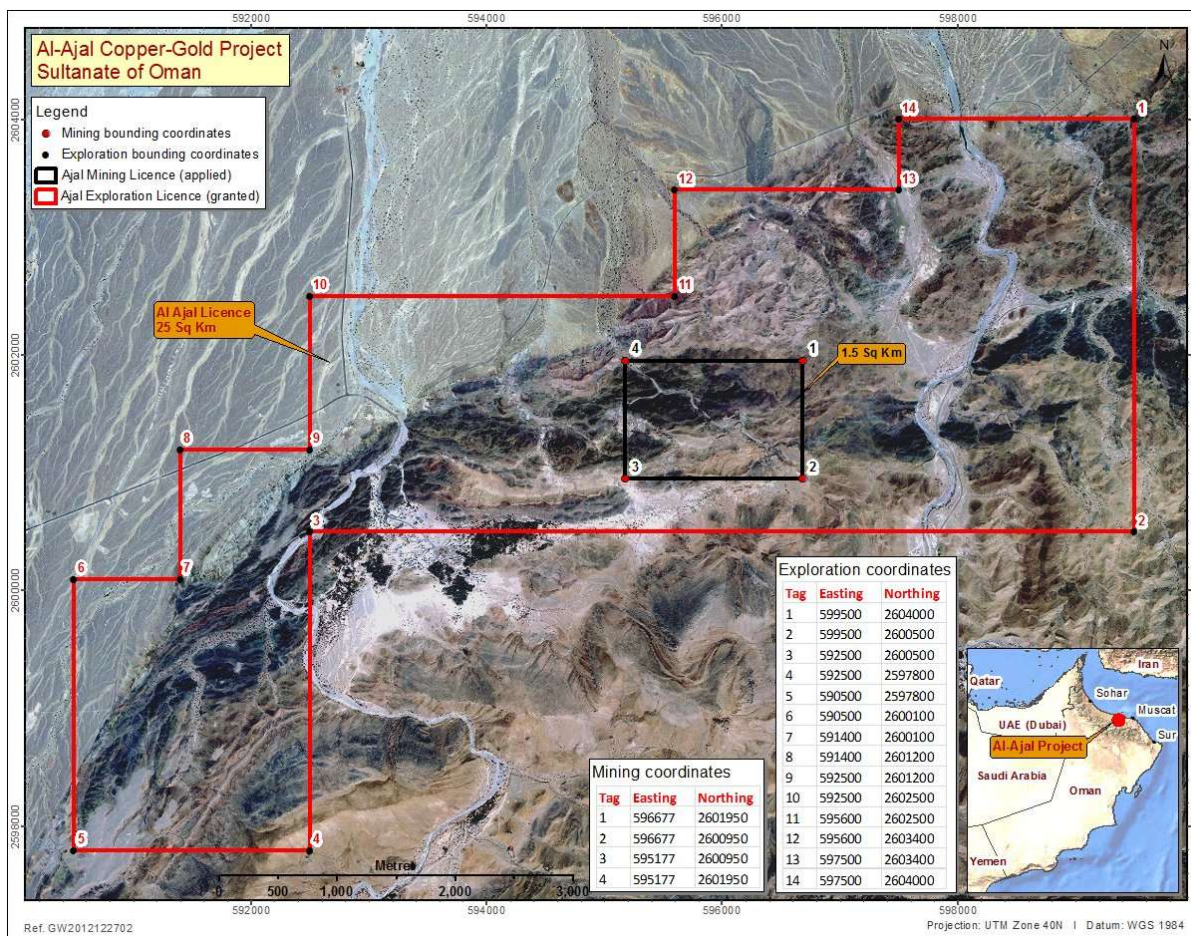 592000
594000
596000
598000
Al-Ajal Copper-Gold Project
Sultanate of Oman
Legend
Mining bounding coordinates
Exploration bounding coordinates
Ajal Mining Licence (applied)
Ajal Exploration Licence (granted)
N
2604000
2602000
2600000
2598000
14
1
12
13
10
11
Al Ajal Licence
25 Sq Km
4
1
1.5 Sq Km
8
9
3
2
3
2
6
7
5
4
Exploration coordinates
Tag Easting Northing
1 599500 2604000
2 599500 2600500
3 592500 2600500
4 592500 2597800
5 590500 2597800
6 590500 2600100
7 591400 2600100
8 591400 2601200
9 592500 2601200
10 592500 2602500
11 595600 2602500
12 595600 2603400
13 597500 2603400
14 597500 2604000
Mining coordinates
Tag Easting Northing
1 596677 2601950
2 596677 2600950
3 595177 2600950
4 595177 2601950
Iran
Qatar
Sohar
Muscat
UAE (Dubai)
Sur
Al-Ajal Project
Saudi Arabia
Oman
Yemen
Metres
0 500 1,000 2,000 3,000
592000
594000
596000
598000
Ref. GW2012122702
Projection: UTM Zone 40N I Datum: WGS 1984